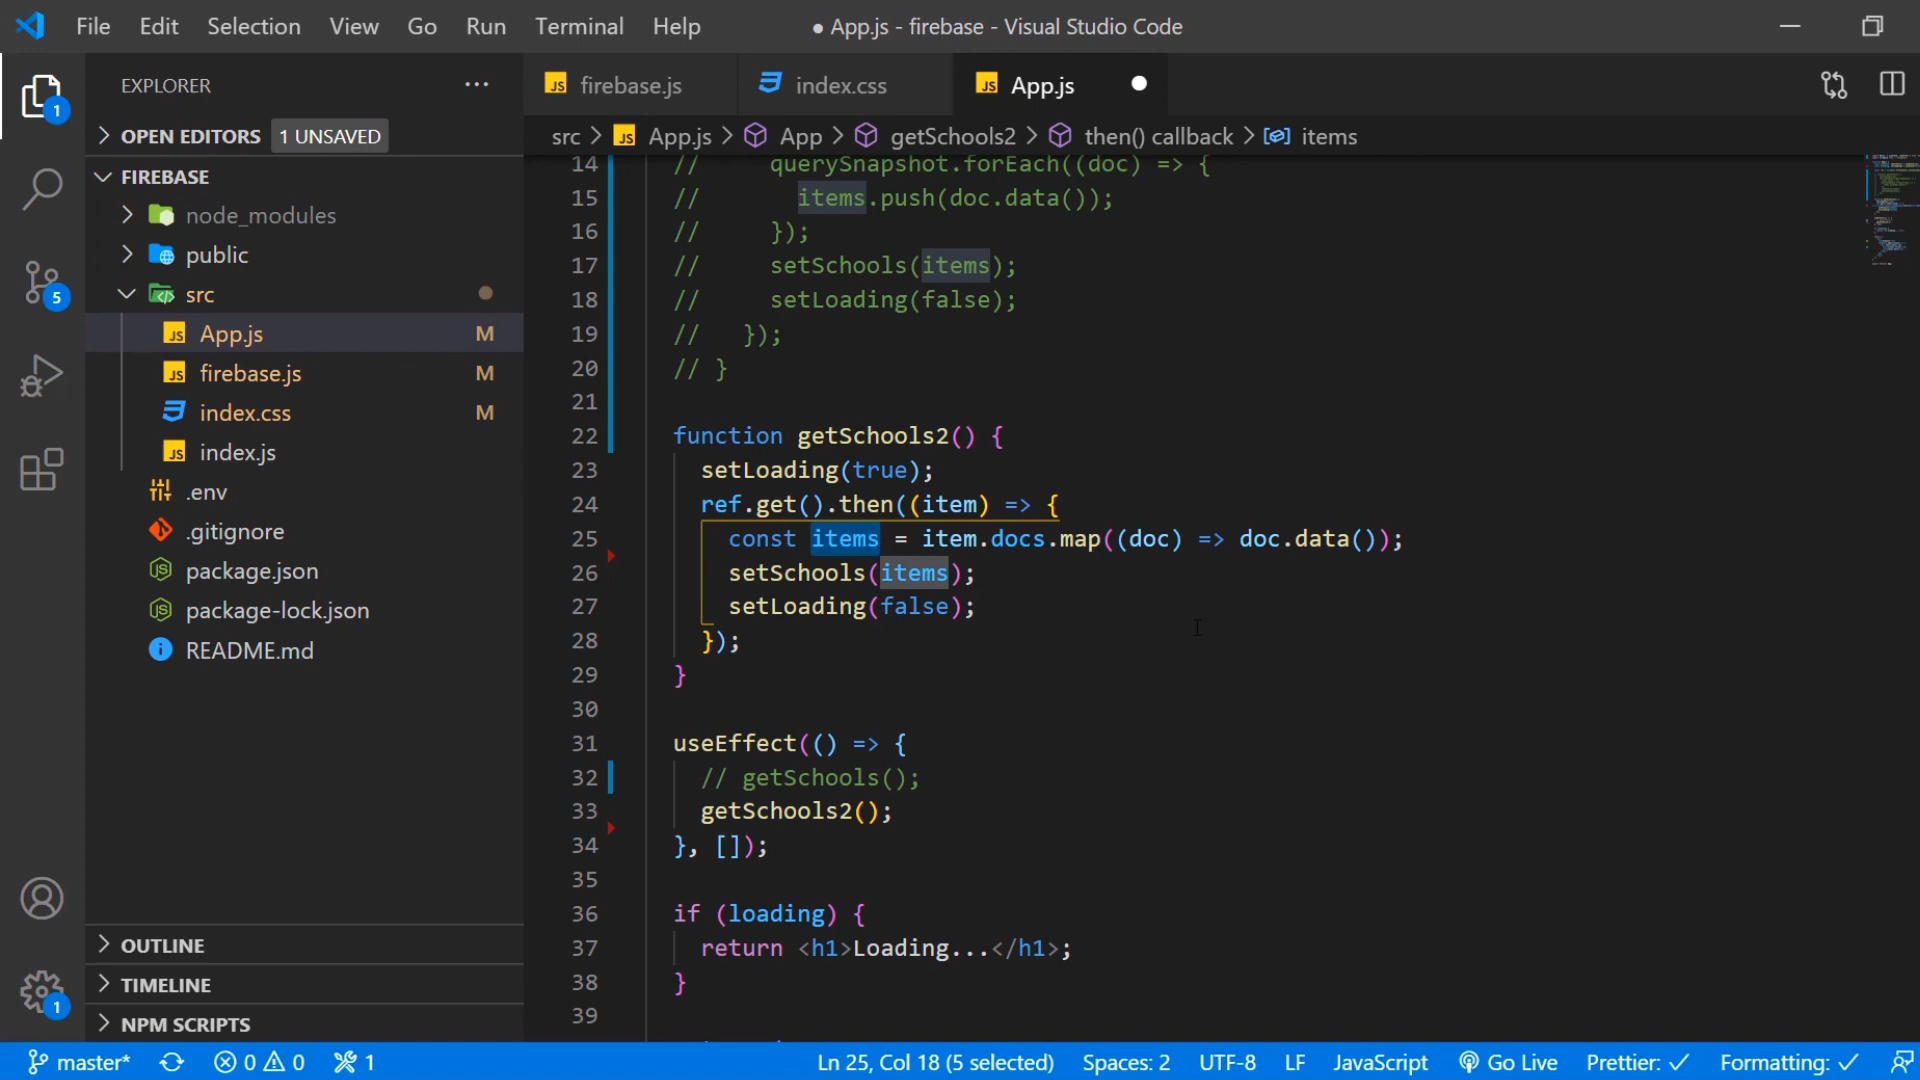 File Edit Selection View Go Run Terminal Help ● App.js - firebase - Visual Studio Code
EXPLORER ···
firebase.js index.css App.js
1
OPEN EDITORS 1 UNSAVED
src > App.js > App > getSchools2 > then() callback > items
FIREBASE
node_modules
public
src
App.js M
firebase.js M
index.css M
index.js
.env
.gitignore
package.json
package-lock.json
README.md
5
OUTLINE
TIMELINE
NPM SCRIPTS
1
14 // querySnapshot.forEach((doc) => {
15 // items.push(doc.data());
16 // });
17 // setSchools(items);
18 // setLoading(false);
19 // });
20 // }
21
22 function getSchools2() {
23 setLoading(true);
24 ref.get().then((item) => {
25 const items = item.docs.map((doc) => doc.data());
26 setSchools(items);
27 setLoading(false);
28 });
29 }
30
31 useEffect(() => {
32 // getSchools();
33 getSchools2();
34 }, []);
35
36 if (loading) {
37 return <h1>Loading...</h1>;
38 }
39
master* 0 0 1 Ln 25, Col 18 (5 selected) Spaces: 2 UTF-8 LF JavaScript Go Live Prettier: ✓ Formatting: ✓